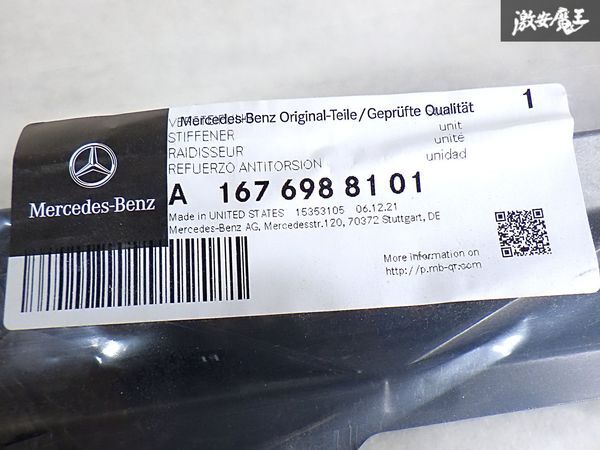 激安魔王
Mercedes-Benz Original-Teile/Geprüfte Qualität 1
STIFFENER unit
RAIDISSEUR unité
REFUERZO ANTITORSION unidad
A 167 698 81 01
Mercedes-Benz
Made in UNITED STATES 15353105 06.12.21
Mercedes-Benz AG, Mercedesstr.120, 70372 Stuttgart, DE
More information on
http://p.mb-qr.com